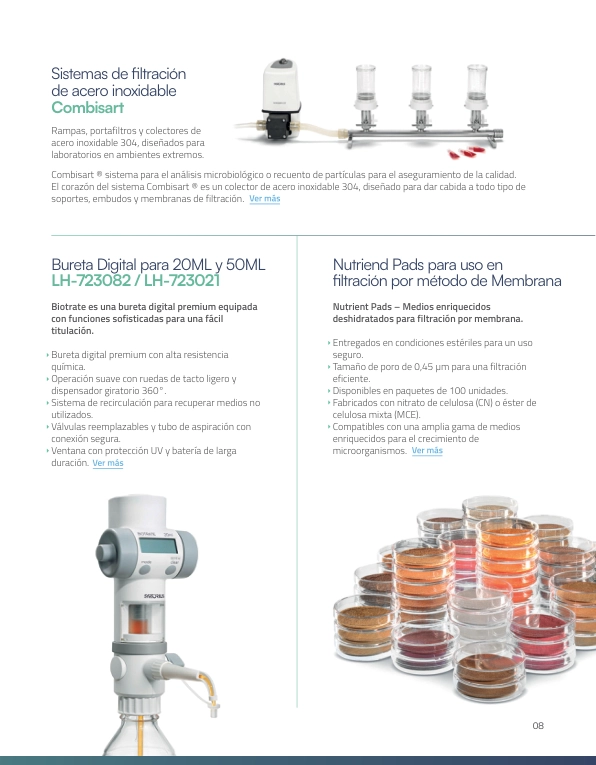 Sistemas de filtración
de acero inoxidable
Combisart
Rampas, portafiltros y colectores de
acero inoxidable 304, diseñados para
laboratorios en ambientes extremos.
Combisart ® sistema para el análisis microbiológico o recuento de partículas para el aseguramiento de la calidad.
El corazón del sistema Combisart ® es un colector de acero inoxidable 304, diseñado para dar cabida a todo tipo de
soportes, embudos y membranas de filtración. Ver más
Bureta Digital para 20ML y 50ML
LH-723082 / LH-723021
Biotrate es una bureta digital premium equipada
con funciones sofisticadas para una fácil
titulación.
Bureta digital premium con alta resistencia
química.
Operación suave con ruedas de tacto ligero y
dispensador giratorio 360°.
Sistema de recirculación para recuperar medios no
utilizados.
Válvulas reemplazables y tubo de aspiración con
conexión segura.
Ventana con protección UV y batería de larga
duración. Ver más
Nutriend Pads para uso en
filtración por método de Membrana
Nutrient Pads – Medios enriquecidos
deshidratados para filtración por membrana.
Entregados en condiciones estériles para un uso
seguro.
Tamaño de poro de 0,45 µm para una filtración
eficiente.
Disponibles en paquetes de 100 unidades.
Fabricados con nitrato de celulosa (CN) o éster de
celulosa mixta (MCE).
Compatibles con una amplia gama de medios
enriquecidos para el crecimiento de
microorganismos. Ver más
08